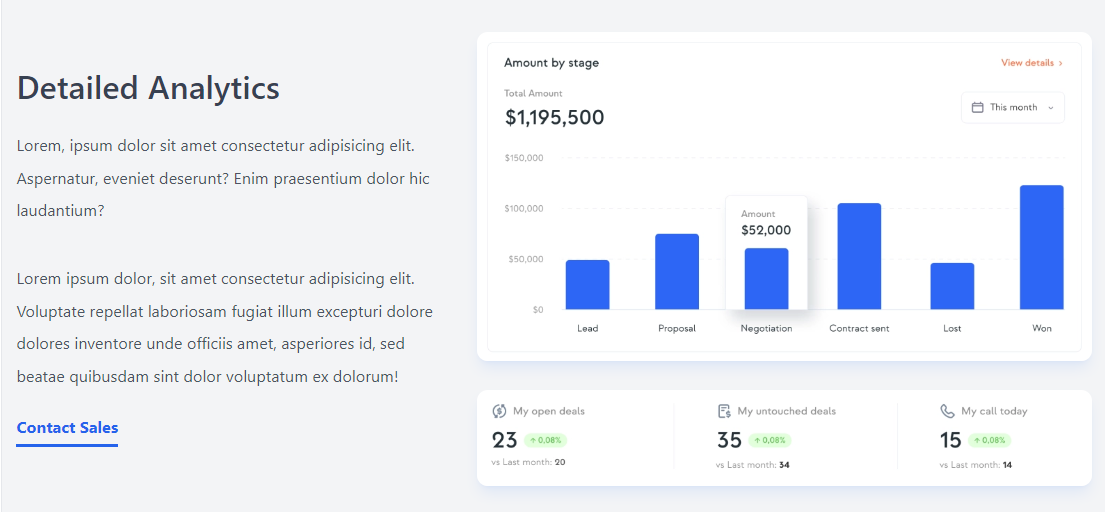 Detailed Analytics
Lorem, ipsum dolor sit amet consectetur adipisicing elit.
Aspernatur, eveniet deserunt? Enim praesentium dolor hic
laudantium?
Lorem ipsum dolor, sit amet consectetur adipisicing elit.
Voluptate repellat laboriosam fugiat illum excepturi dolore
dolores inventore unde officiis amet, asperiores id, sed
beatae quibusdam sint dolor voluptatum ex dolorum!
Contact Sales
Amount by stage
View details
Total Amount
$1,195,500
This month
$150,000
$100,000
$50,000
$0
Amount
$52,000
Lead
Proposal
Negotiation
Contract sent
Lost
Won
My open deals
23 ↑ 0,08%
vs Last month: 20
My untouched deals
35 ↑ 0,08%
vs Last month: 34
My call today
15 ↑ 0,08%
vs Last month: 14